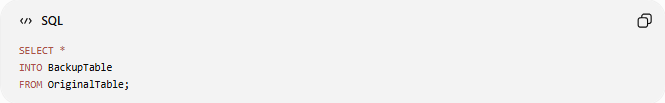 SQL
SELECT *
INTO BackupTable
FROM OriginalTable;